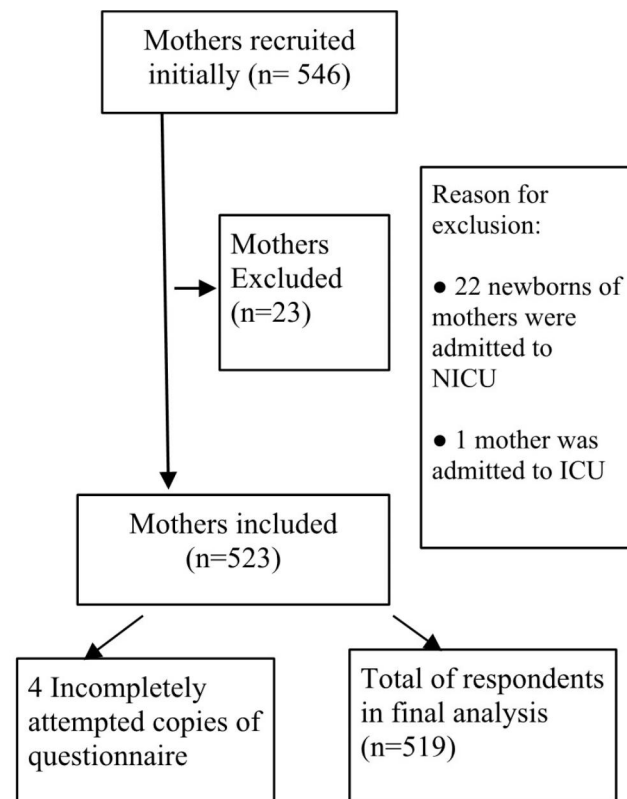 Mothers recruited
initially (n= 546)
Mothers
Excluded
(n=23)
Reason for
exclusion:
● 22 newborns of
mothers were
admitted to
NICU
● 1 mother was
admitted to ICU
Mothers included
(n=523)
4 Incompletely
attempted copies of
questionnaire
Total of respondents
in final analysis
(n=519)